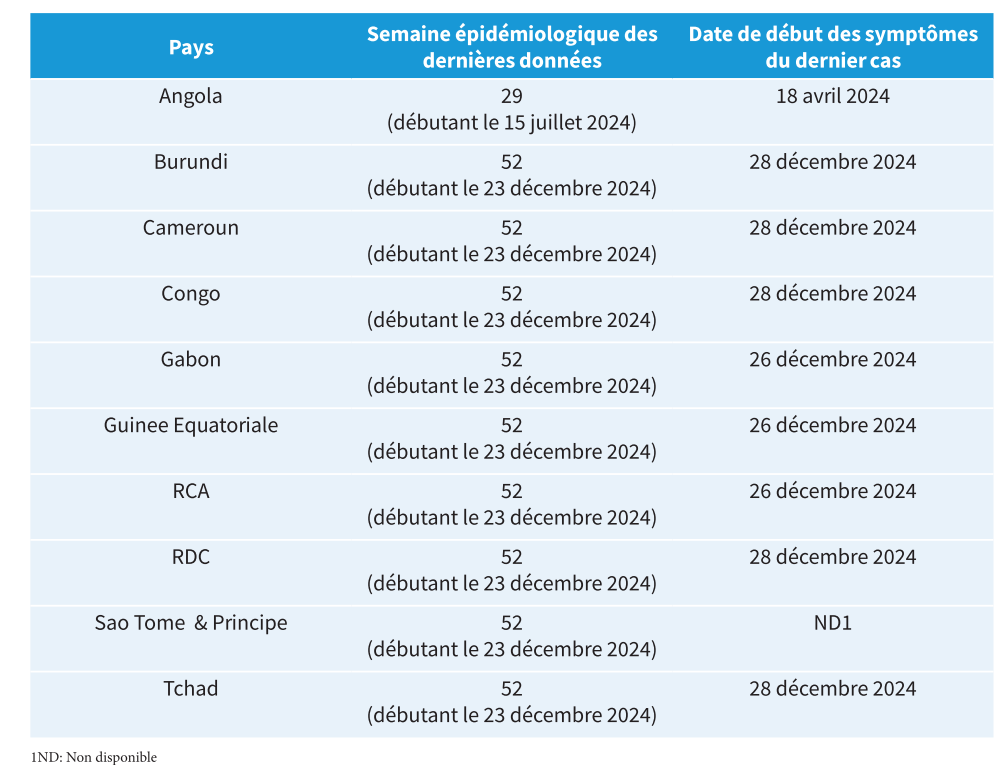 Pays
Semaine épidémiologique des
dernières données
Date de début des symptômes
du dernier cas
Angola
29
(débutant le 15 juillet 2024)
18 avril 2024
Burundi
52
(débutant le 23 décembre 2024)
28 décembre 2024
Cameroun
52
(débutant le 23 décembre 2024)
28 décembre 2024
Congo
52
(débutant le 23 décembre 2024)
28 décembre 2024
Gabon
52
(débutant le 23 décembre 2024)
26 décembre 2024
Guinee Equatoriale
52
(débutant le 23 décembre 2024)
26 décembre 2024
RCA
52
(débutant le 23 décembre 2024)
26 décembre 2024
RDC
52
(débutant le 23 décembre 2024)
28 décembre 2024
Sao Tome & Principe
52
(débutant le 23 décembre 2024)
ND1
Tchad
52
(débutant le 23 décembre 2024)
28 décembre 2024
1ND: Non disponible